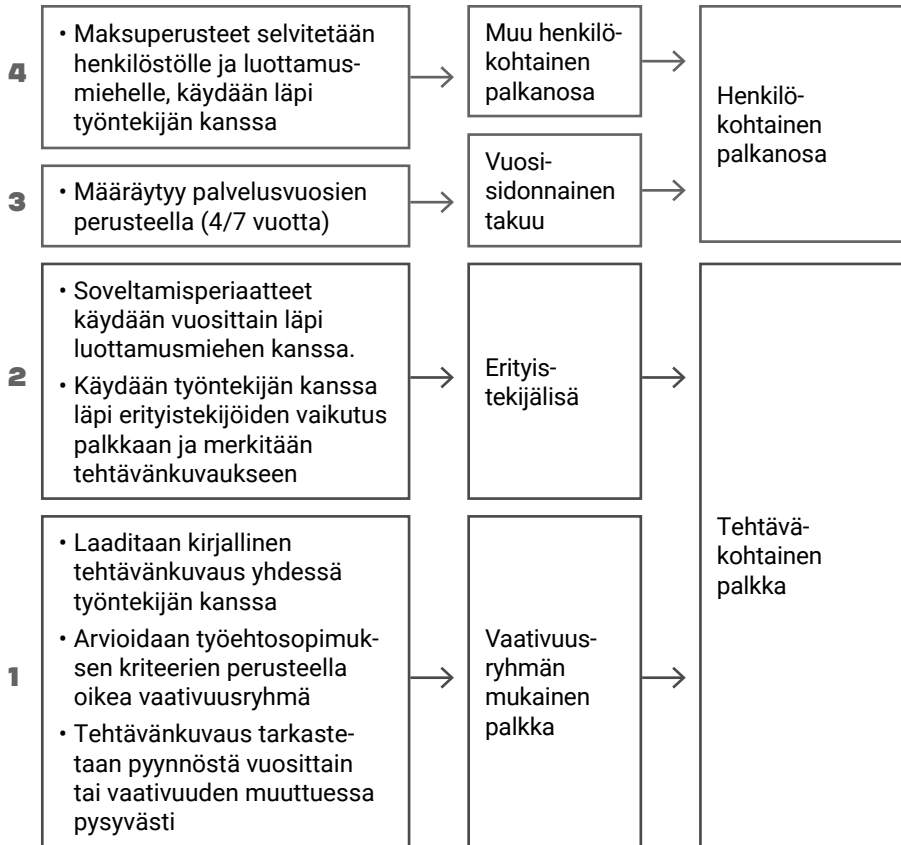 4
• Maksuperusteet selvitetään
henkilöstölle ja luottamus-
miehelle, käydään läpi
työntekijän kanssa
Muu henkilö-
kohtainen
palkanosa
Henkilö-
kohtainen
palkanosa
3
• Määräytyy palvelusvuosien
perusteella (4/7 vuotta)
Vuosi-
sidonnainen
takuu
2
• Soveltamisperiaatteet
käydään vuosittain läpi
luottamusmiehen kanssa.
• Käydään työntekijän kanssa
läpi erityistekijöiden vaikutus
palkkaan ja merkitään
tehtävänkuvaukseen
Erityis-
tekijälisä
Tehtävä-
kohtainen
palkka
1
• Laaditaan kirjallinen
tehtävänkuvaus yhdessä
työntekijän kanssa
• Arvioidaan työehtosopimuk-
sen kriteerien perusteella
oikea vaativuusryhmä
• Tehtävänkuvaus tarkaste-
taan pyynnöstä vuosittain
tai vaativuuden muuttuessa
pysyvästi
Vaativuus-
ryhmän
mukainen
palkka